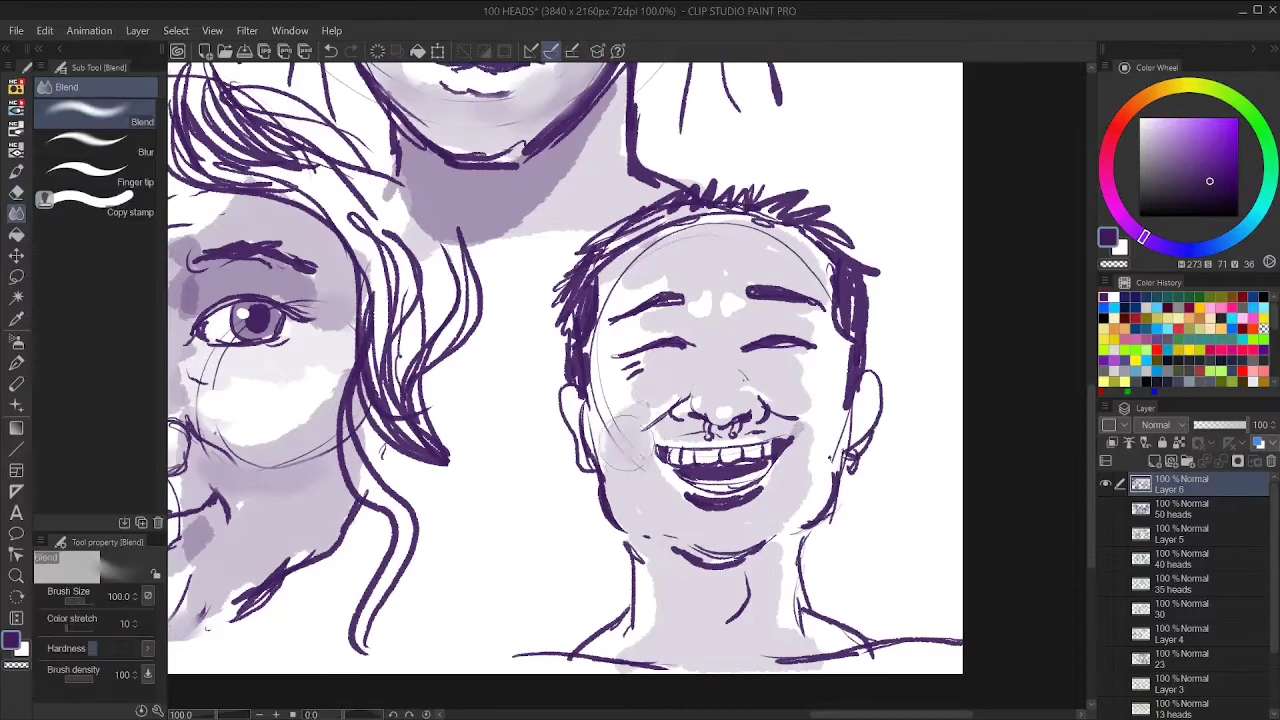 100 HEADS* (3840 x 2160px 72dpi 100.0%) - CLIP STUDIO PAINT PRO
File Edit Animation Layer Select View Filter Window Help
Sub Tool [Blend]
Blend
Blend
Blur
Finger tip
Copy stamp
Tool property [Blend]
Blend
Brush Size 100.0
Color stretch 10
Hardness
Brush density 100
100.0 0.0
Color Wheel
H 273 S 71 V 36
Color History
Layer
Normal 100
100 % Normal
Layer 6
100 % Normal
50 heads
100 % Normal
Layer 5
100 % Normal
40 heads
100 % Normal
35 heads
100 % Normal
30
100 % Normal
Layer 4
100 % Normal
23
100 % Normal
Layer 3
100 % Normal
13 heads